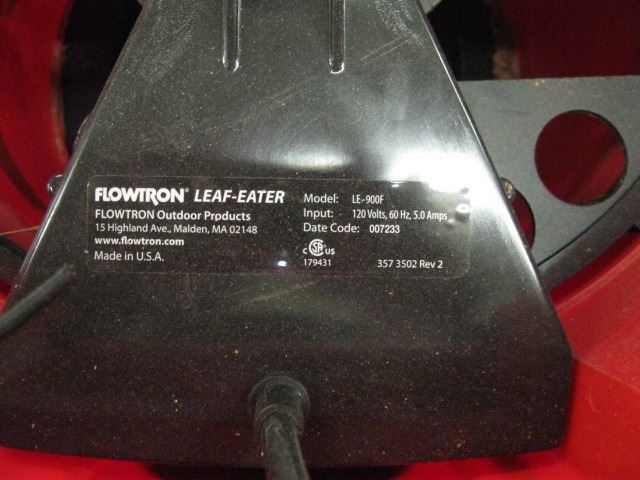 FLOWTRON® LEAF-EATER
FLOWTRON Outdoor Products
15 Highland Ave., Malden, MA 02148
www.flowtron.com
Made in U.S.A.
Model: LE-900F
Input: 120 Volts, 60 Hz, 5.0 Amps
Date Code: 007233
C SA US
179431
357 3502 Rev 2